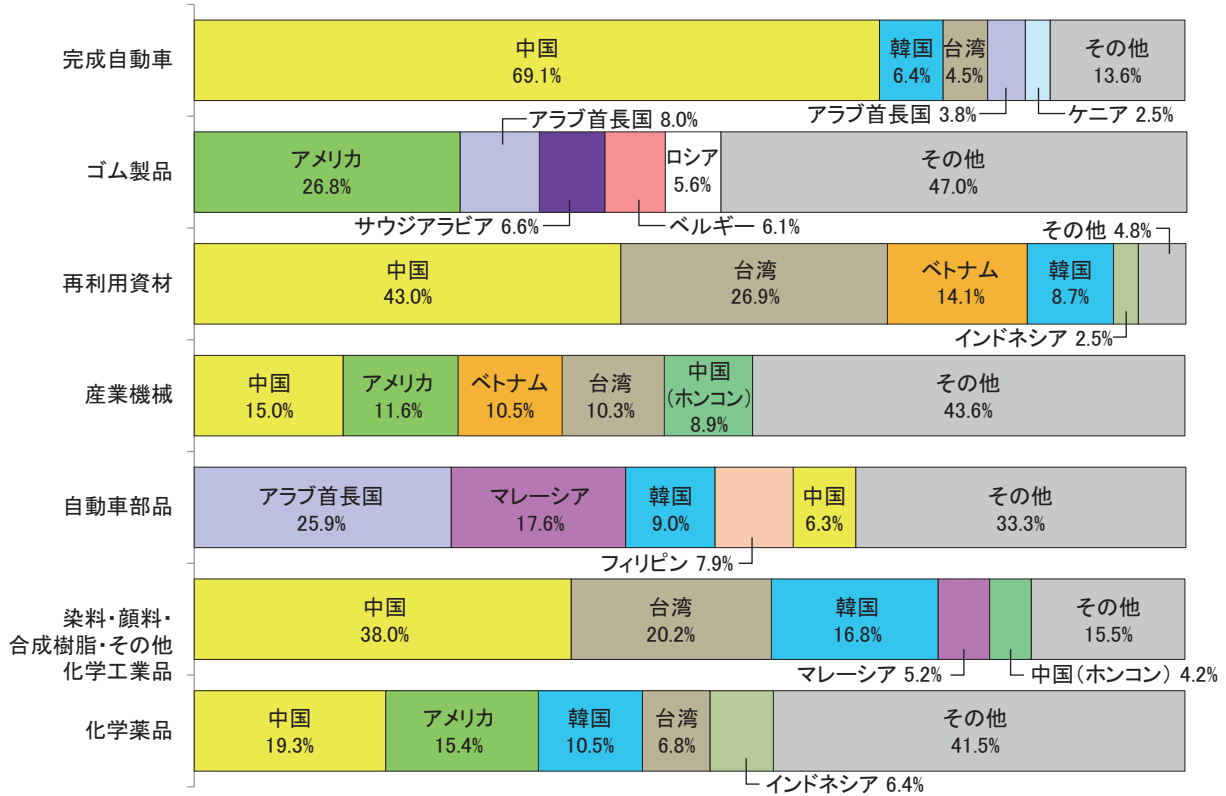 完成自動車
中国
69.1%
韓国
6.4%
台湾
4.5%
アラブ首長国 3.8%
ケニア 2.5%
その他
13.6%
ゴム製品
アメリカ
26.8%
アラブ首長国 8.0%
サウジアラビア 6.6%
ベルギー 6.1%
ロシア
5.6%
その他
47.0%
再利用資材
中国
43.0%
台湾
26.9%
ベトナム
14.1%
韓国
8.7%
インドネシア 2.5%
その他 4.8%
産業機械
中国
15.0%
アメリカ
11.6%
ベトナム
10.5%
台湾
10.3%
中国
(ホンコン)
8.9%
その他
43.6%
自動車部品
アラブ首長国
25.9%
マレーシア
17.6%
韓国
9.0%
フィリピン 7.9%
中国
6.3%
その他
33.3%
染料・顔料・
合成樹脂・その他
化学工業品
中国
38.0%
台湾
20.2%
韓国
16.8%
マレーシア 5.2%
中国(ホンコン) 4.2%
その他
15.5%
化学薬品
中国
19.3%
アメリカ
15.4%
韓国
10.5%
台湾
6.8%
インドネシア 6.4%
その他
41.5%